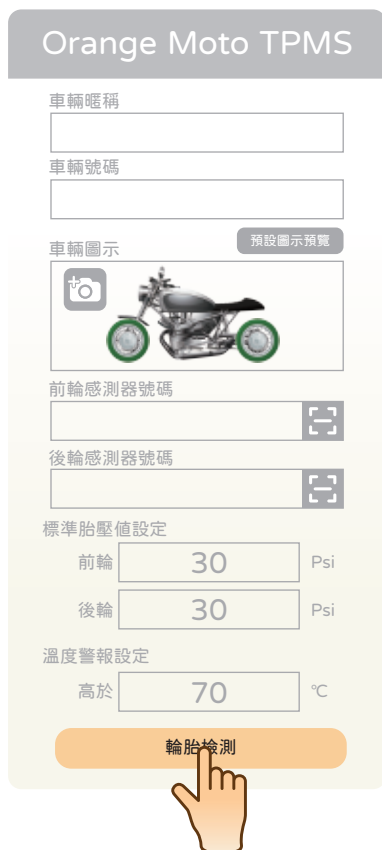 Orange Moto TPMS
車輛暱稱
車輛號碼
預設圖示預覽
車輛圖示
前輪感測器號碼
後輪感測器號碼
標準胎壓值設定
前輪 30 Psi
後輪 30 Psi
溫度警報設定
高於 70 ℃
輪胎檢測